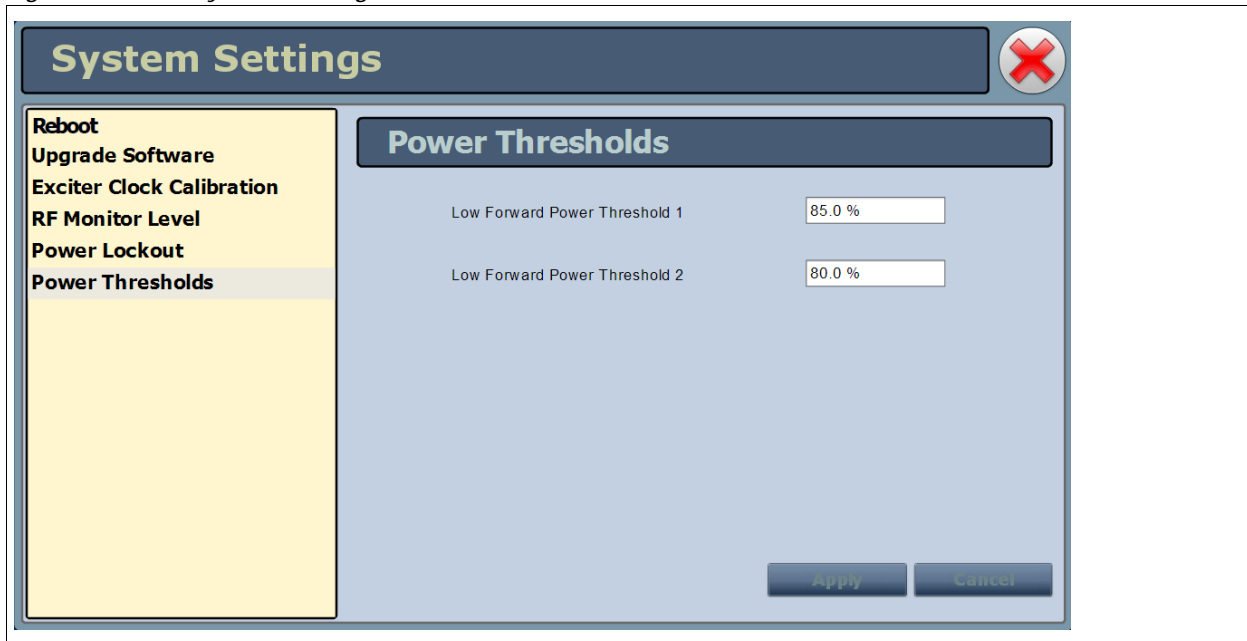 System Settings
Reboot
Upgrade Software
Exciter Clock Calibration
RF Monitor Level
Power Lockout
Power Thresholds
Power Thresholds
Low Forward Power Threshold 1 85.0 %
Low Forward Power Threshold 2 80.0 %
Apply Cancel